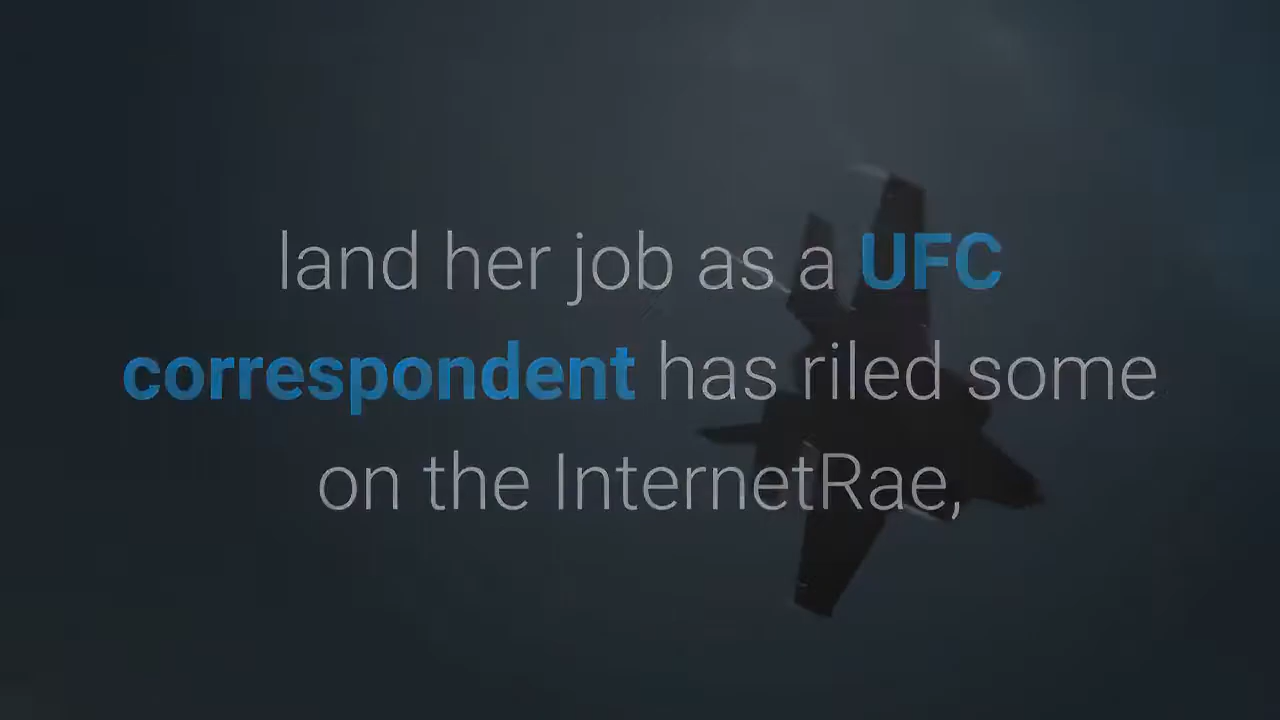 land her job as a UFC
correspondent has riled some
on the InternetRae,